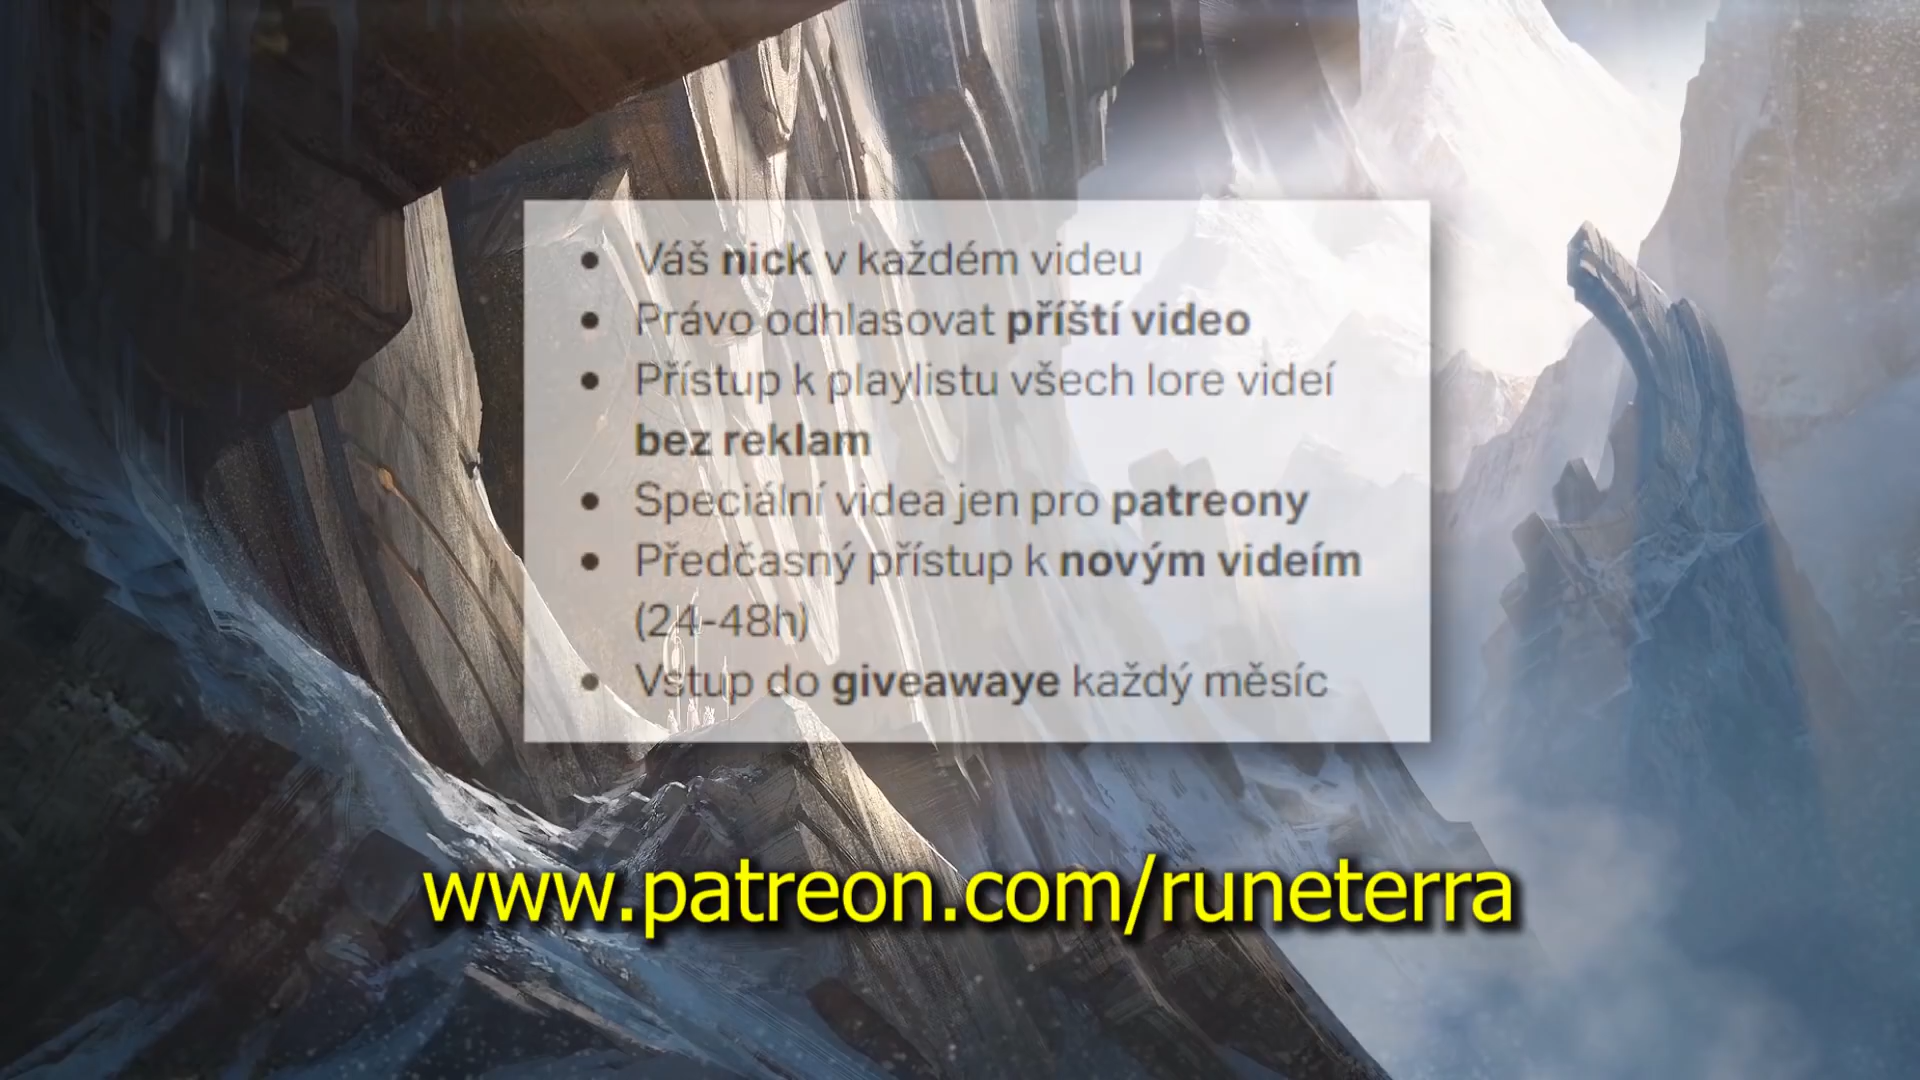 • Váš nick v každém videu
• Právo odhlasovat příští video
• Přístup k playlistu všech lore videí
bez reklam
• Speciální videa jen pro patreony
• Předčasný přístup k novým videím
(24-48h)
• Vstup do giveawaye každý měsíc
www.patreon.com/runeterra